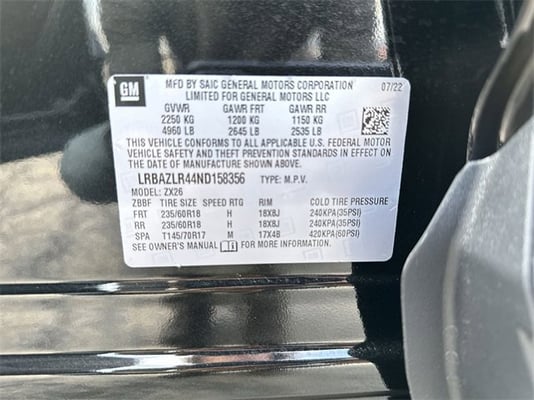 GM
MFD BY SAIC GENERAL MOTORS CORPORATION 07/22
LIMITED FOR GENERAL MOTORS LLC
GVWR GAWR FRT GAWR RR
2250 KG 1200 KG 1150 KG
4960 LB 2645 LB 2535 LB
THIS VEHICLE CONFORMS TO ALL APPLICABLE U.S. FEDERAL MOTOR
VEHICLE SAFETY AND THEFT PREVENTION STANDARDS IN EFFECT ON
THE DATE OF MANUFACTURE SHOWN ABOVE.
LRBAZLR44ND158356 TYPE: M.P.V.
MODEL: ZX26
ZBBF TIRE SIZE SPEED RTG RIM COLD TIRE PRESSURE
FRT 235/60R18 H 18X8J 240KPA(35PSI)
RR 235/60R18 H 18X8J 240KPA(35PSI)
SPA T145/70R17 M 17X4B 420KPA(60PSI)
SEE OWNER'S MANUAL FOR MORE INFORMATION.